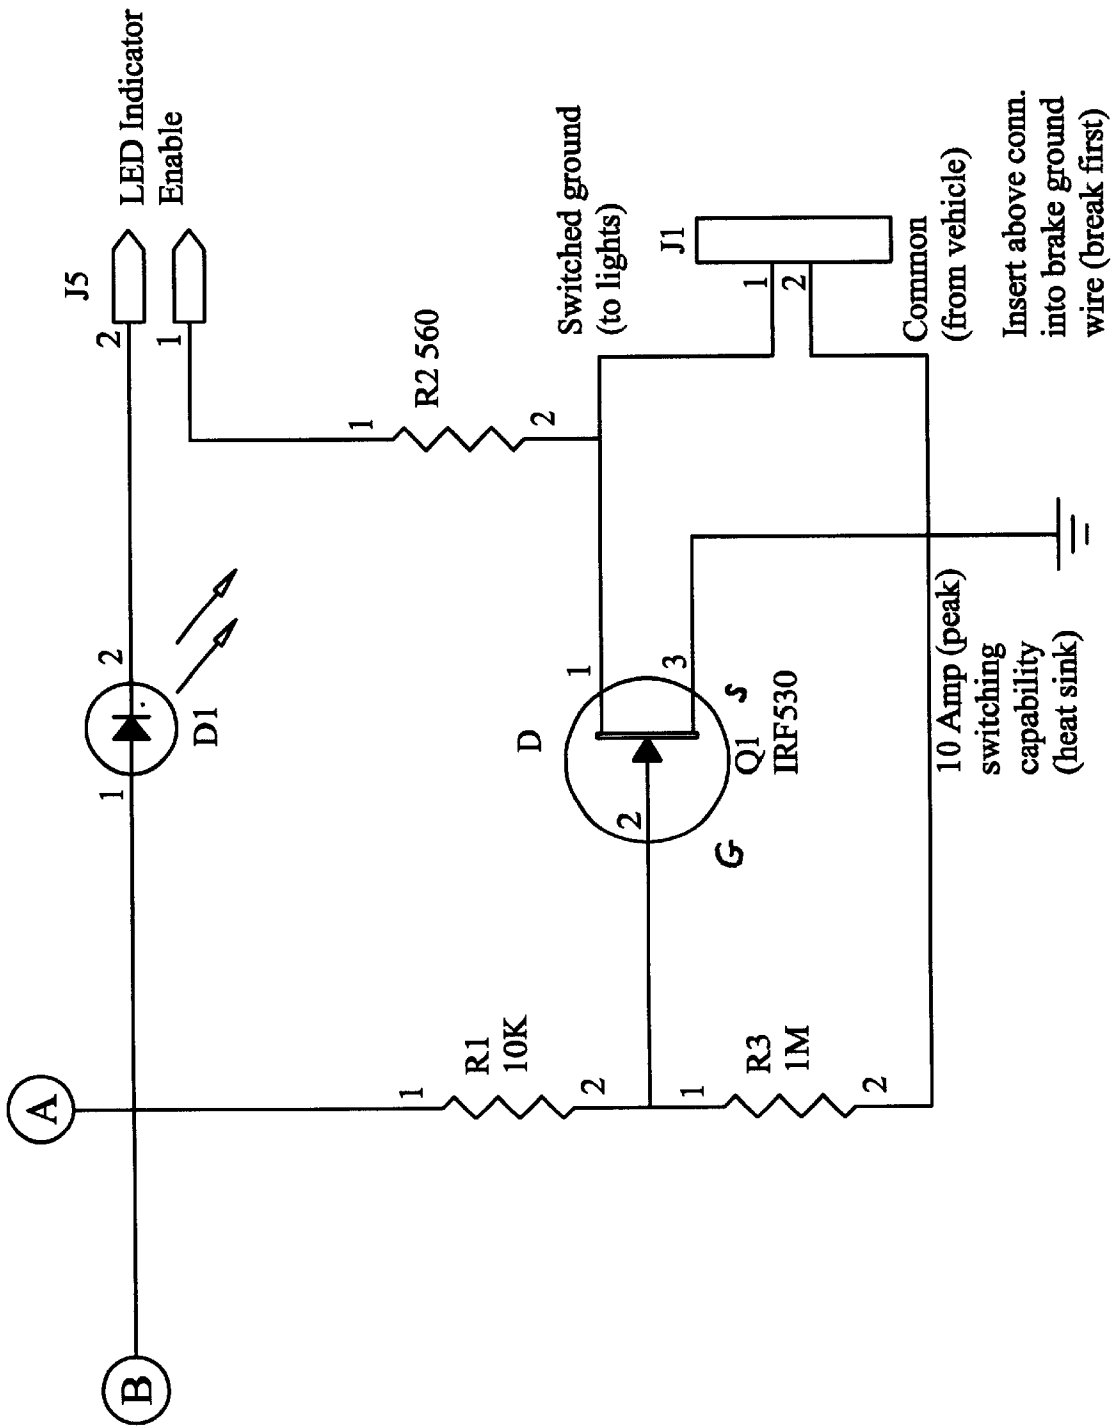 A
B
1
D1
2
2
J5
1
LED Indicator
Enable
1
R1
10K
2
1
R2 560
2
D
2
1
3
G
S
Q1
IRF530
Switched ground
(to lights)
J1
1
2
1
R3
1M
2
10 Amp (peak)
switching
capability
(heat sink)
Common
(from vehicle)
Insert above conn.
into brake ground
wire (break first)